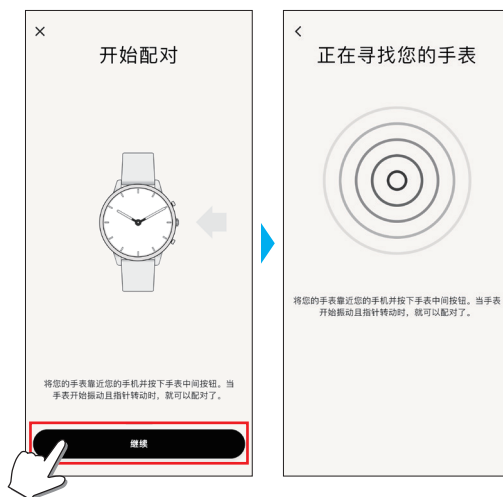 开始配对
将您的手表靠近您的手机并按下手表中间按钮。当
手表开始振动且指针转动时，就可以配对了。
继续
正在寻找您的手表
将您的手表靠近您的手机并按下手表中间按钮。当手表
开始振动且指针转动时，就可以配对了。